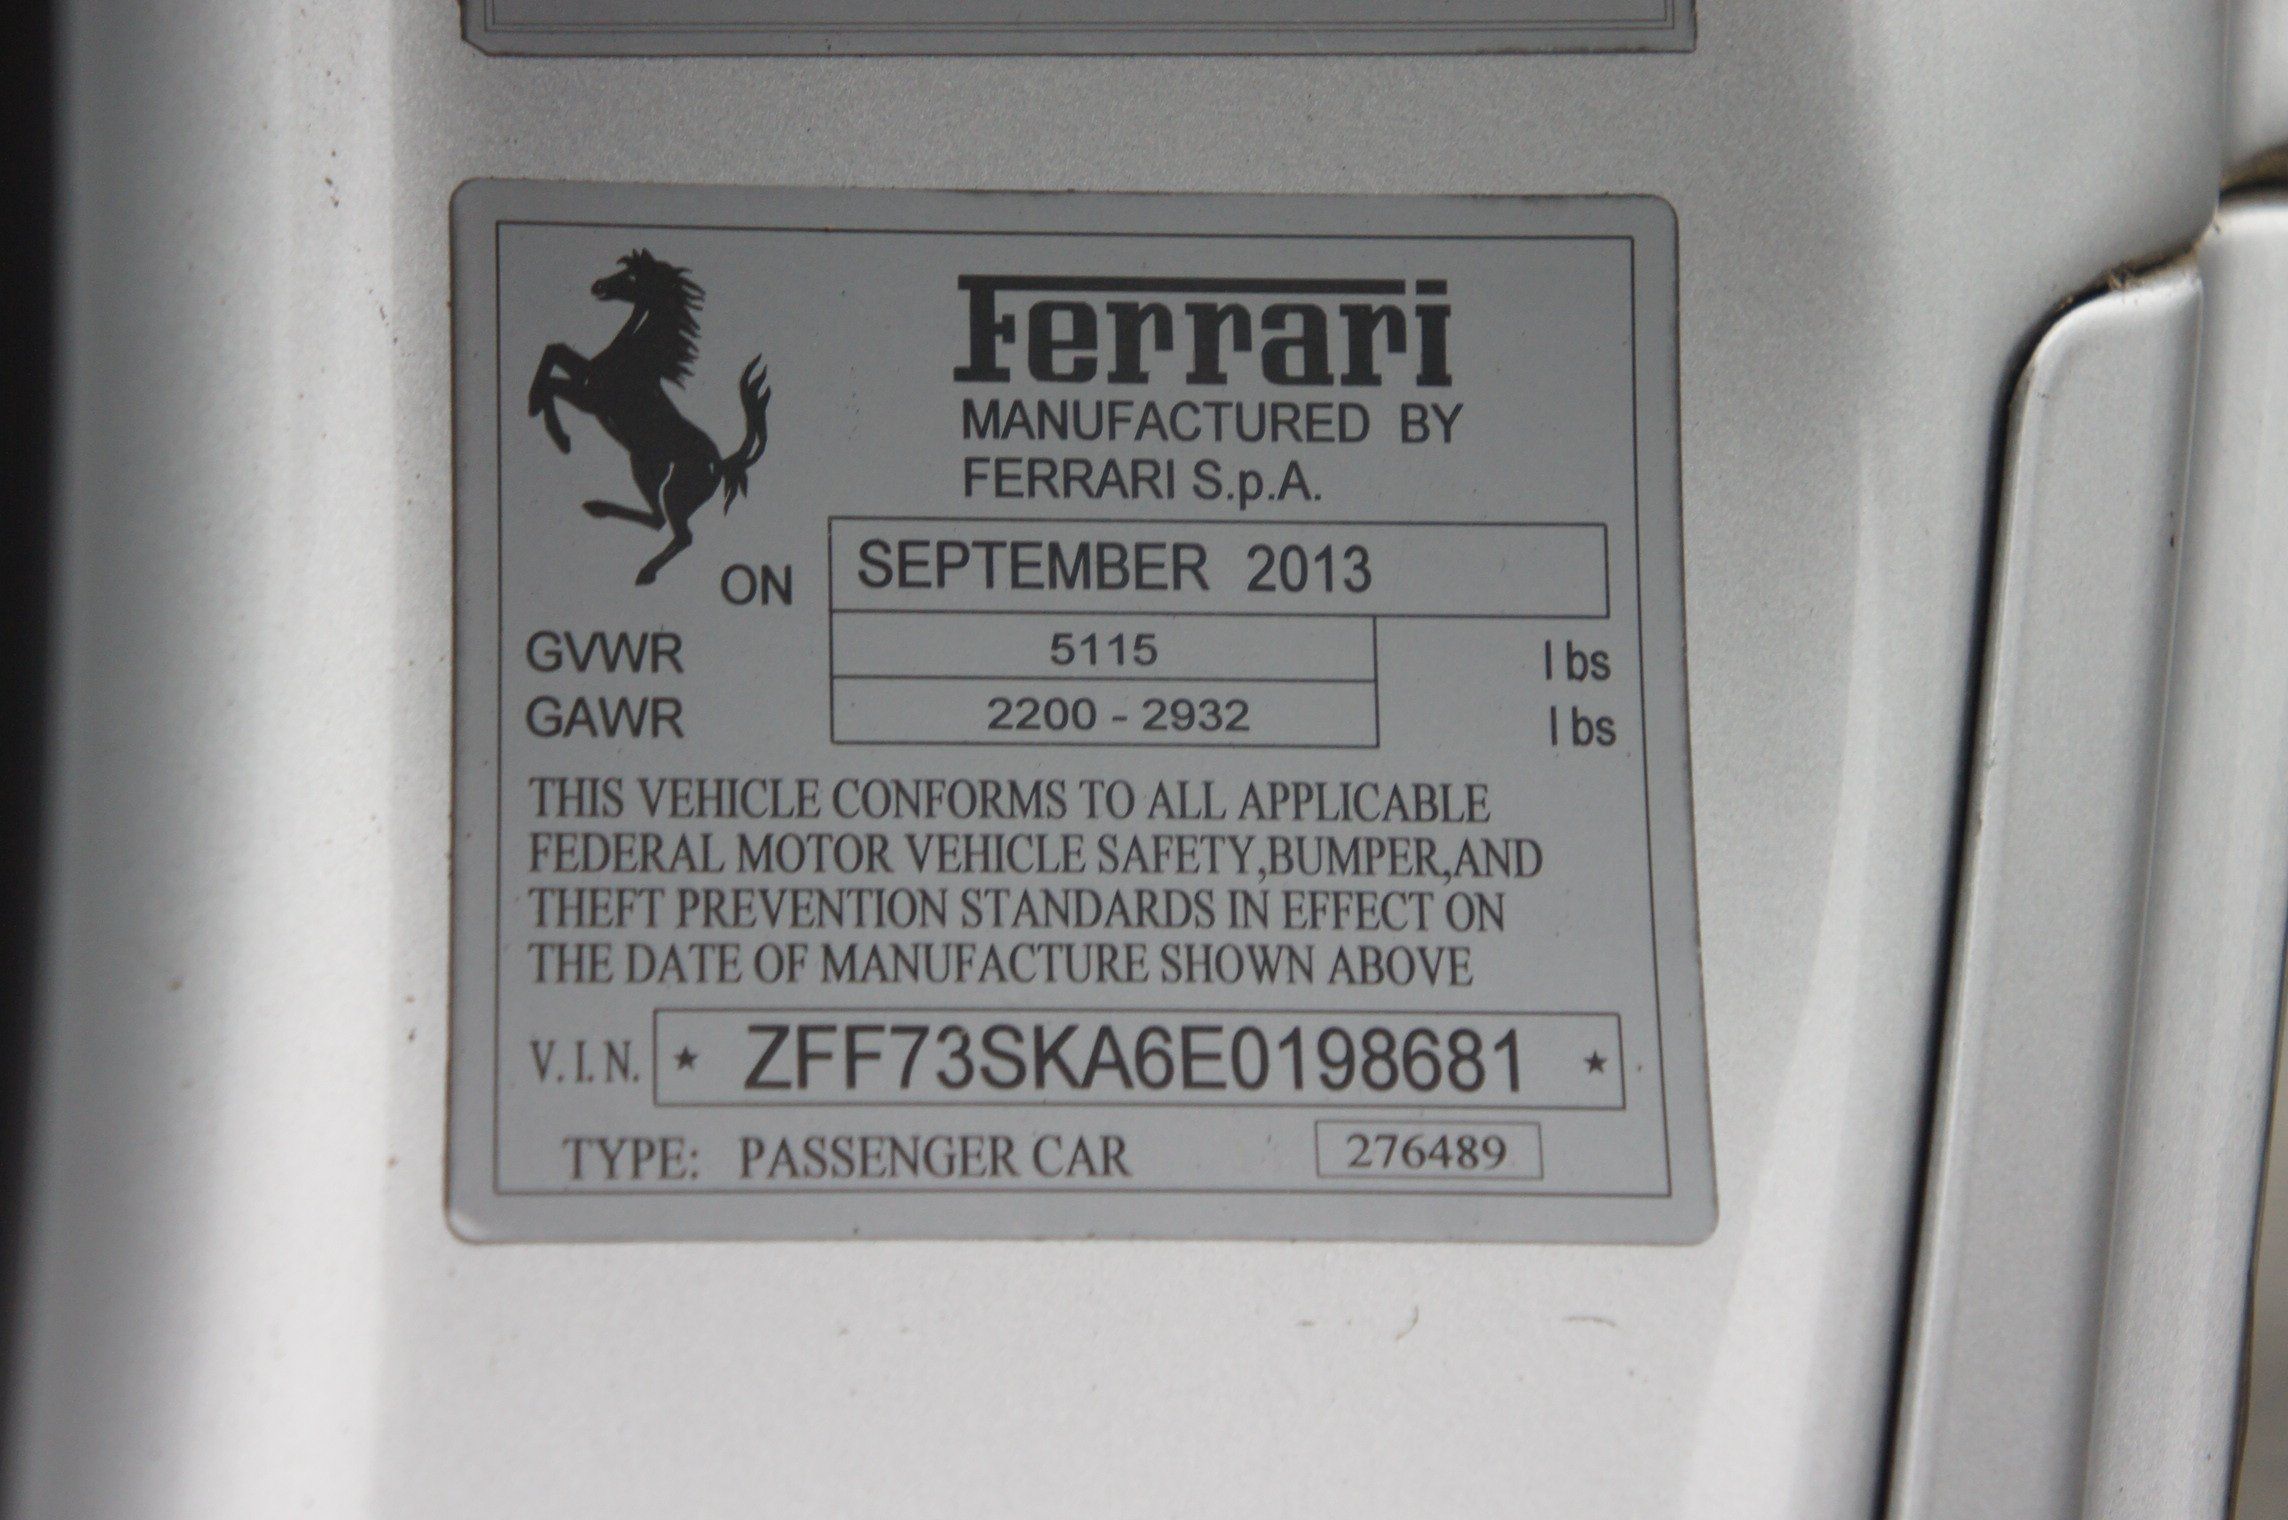 Ferrari
MANUFACTURED BY
FERRARI S.p.A.
ON SEPTEMBER 2013
GVWR 5115 lbs
GAWR 2200 - 2932 lbs
THIS VEHICLE CONFORMS TO ALL APPLICABLE
FEDERAL MOTOR VEHICLE SAFETY,BUMPER,AND
THEFT PREVENTION STANDARDS IN EFFECT ON
THE DATE OF MANUFACTURE SHOWN ABOVE
V.I.N. ★ ZFF73SKA6E0198681 ★
TYPE: PASSENGER CAR 276489